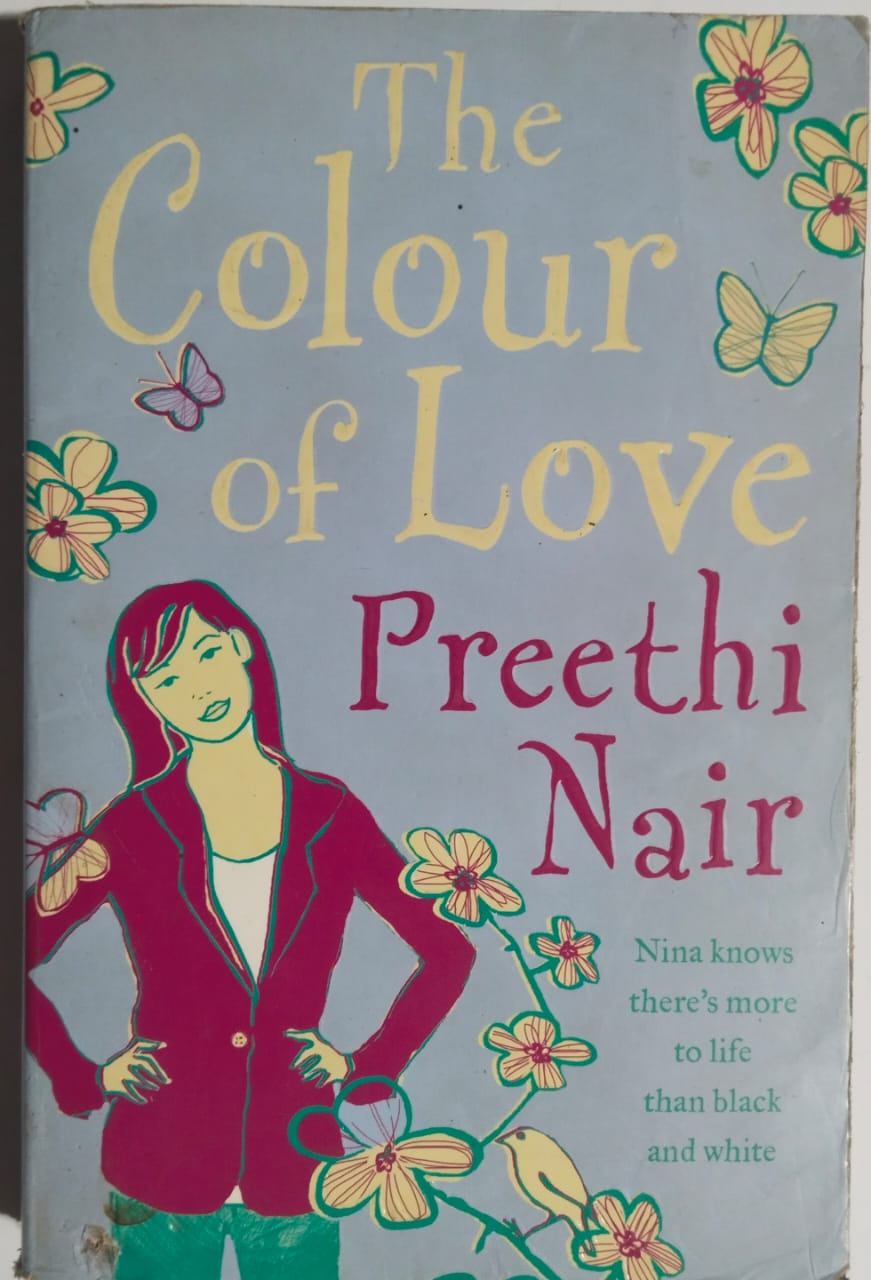 The
Colour
of Love
Preethi
Nair
Nina knows
there's more
to life
than black
and white